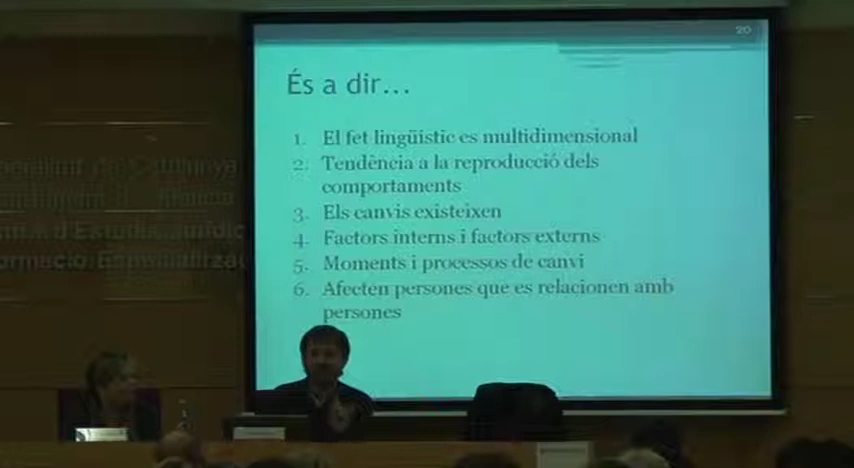 20
És a dir...
1. El fet lingüístic es multidimensional
2. Tendència a la reproducció dels
comportaments
3. Els canvis existeixen
4. Factors interns i factors externs
5. Moments i processos de canvi
6. Afecten persones que es relacionen amb
persones